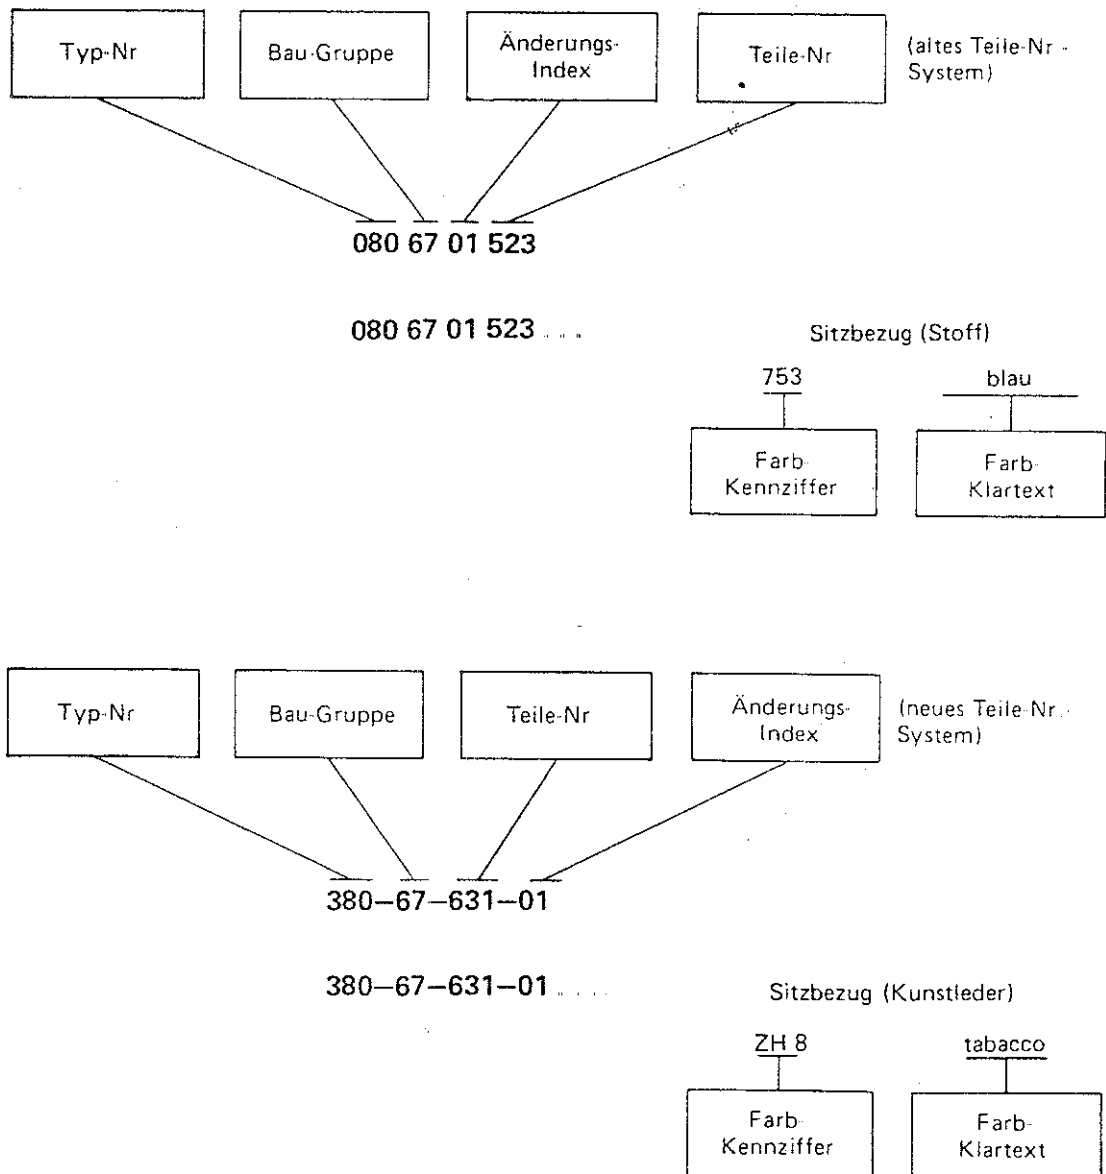 Typ-Nr
Bau-Gruppe
Änderungs-
Index
Teile-Nr
(altes Teile-Nr -
System)
080 67 01 523
080 67 01 523 . . .
Sitzbezug (Stoff)
753
blau
Farb-
Kennziffer
Farb-
Klartext
Typ-Nr
Bau-Gruppe
Teile-Nr
Änderungs-
Index
(neues Teile-Nr.-
System)
380–67–631–01
380–67–631–01 . . . .
Sitzbezug (Kunstleder)
ZH 8
tabacco
Farb-
Kennziffer
Farb-
Klartext